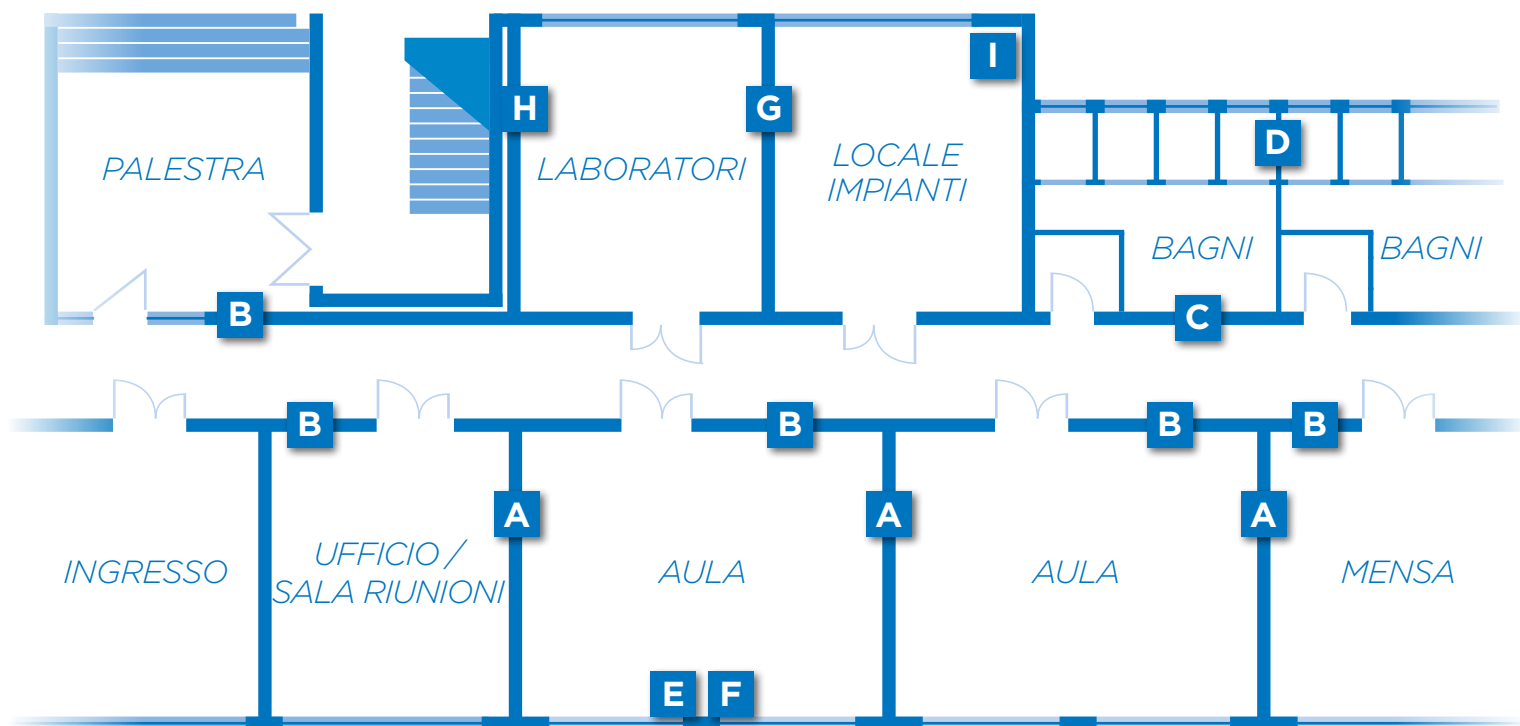 I
H
G
D
PALESTRA
LABORATORI
LOCALE
IMPIANTI
BAGNI
BAGNI
B
C
B
B
B
B
A
A
A
INGRESSO
UFFICIO /
SALA RIUNIONI
AULA
AULA
MENSA
E
F